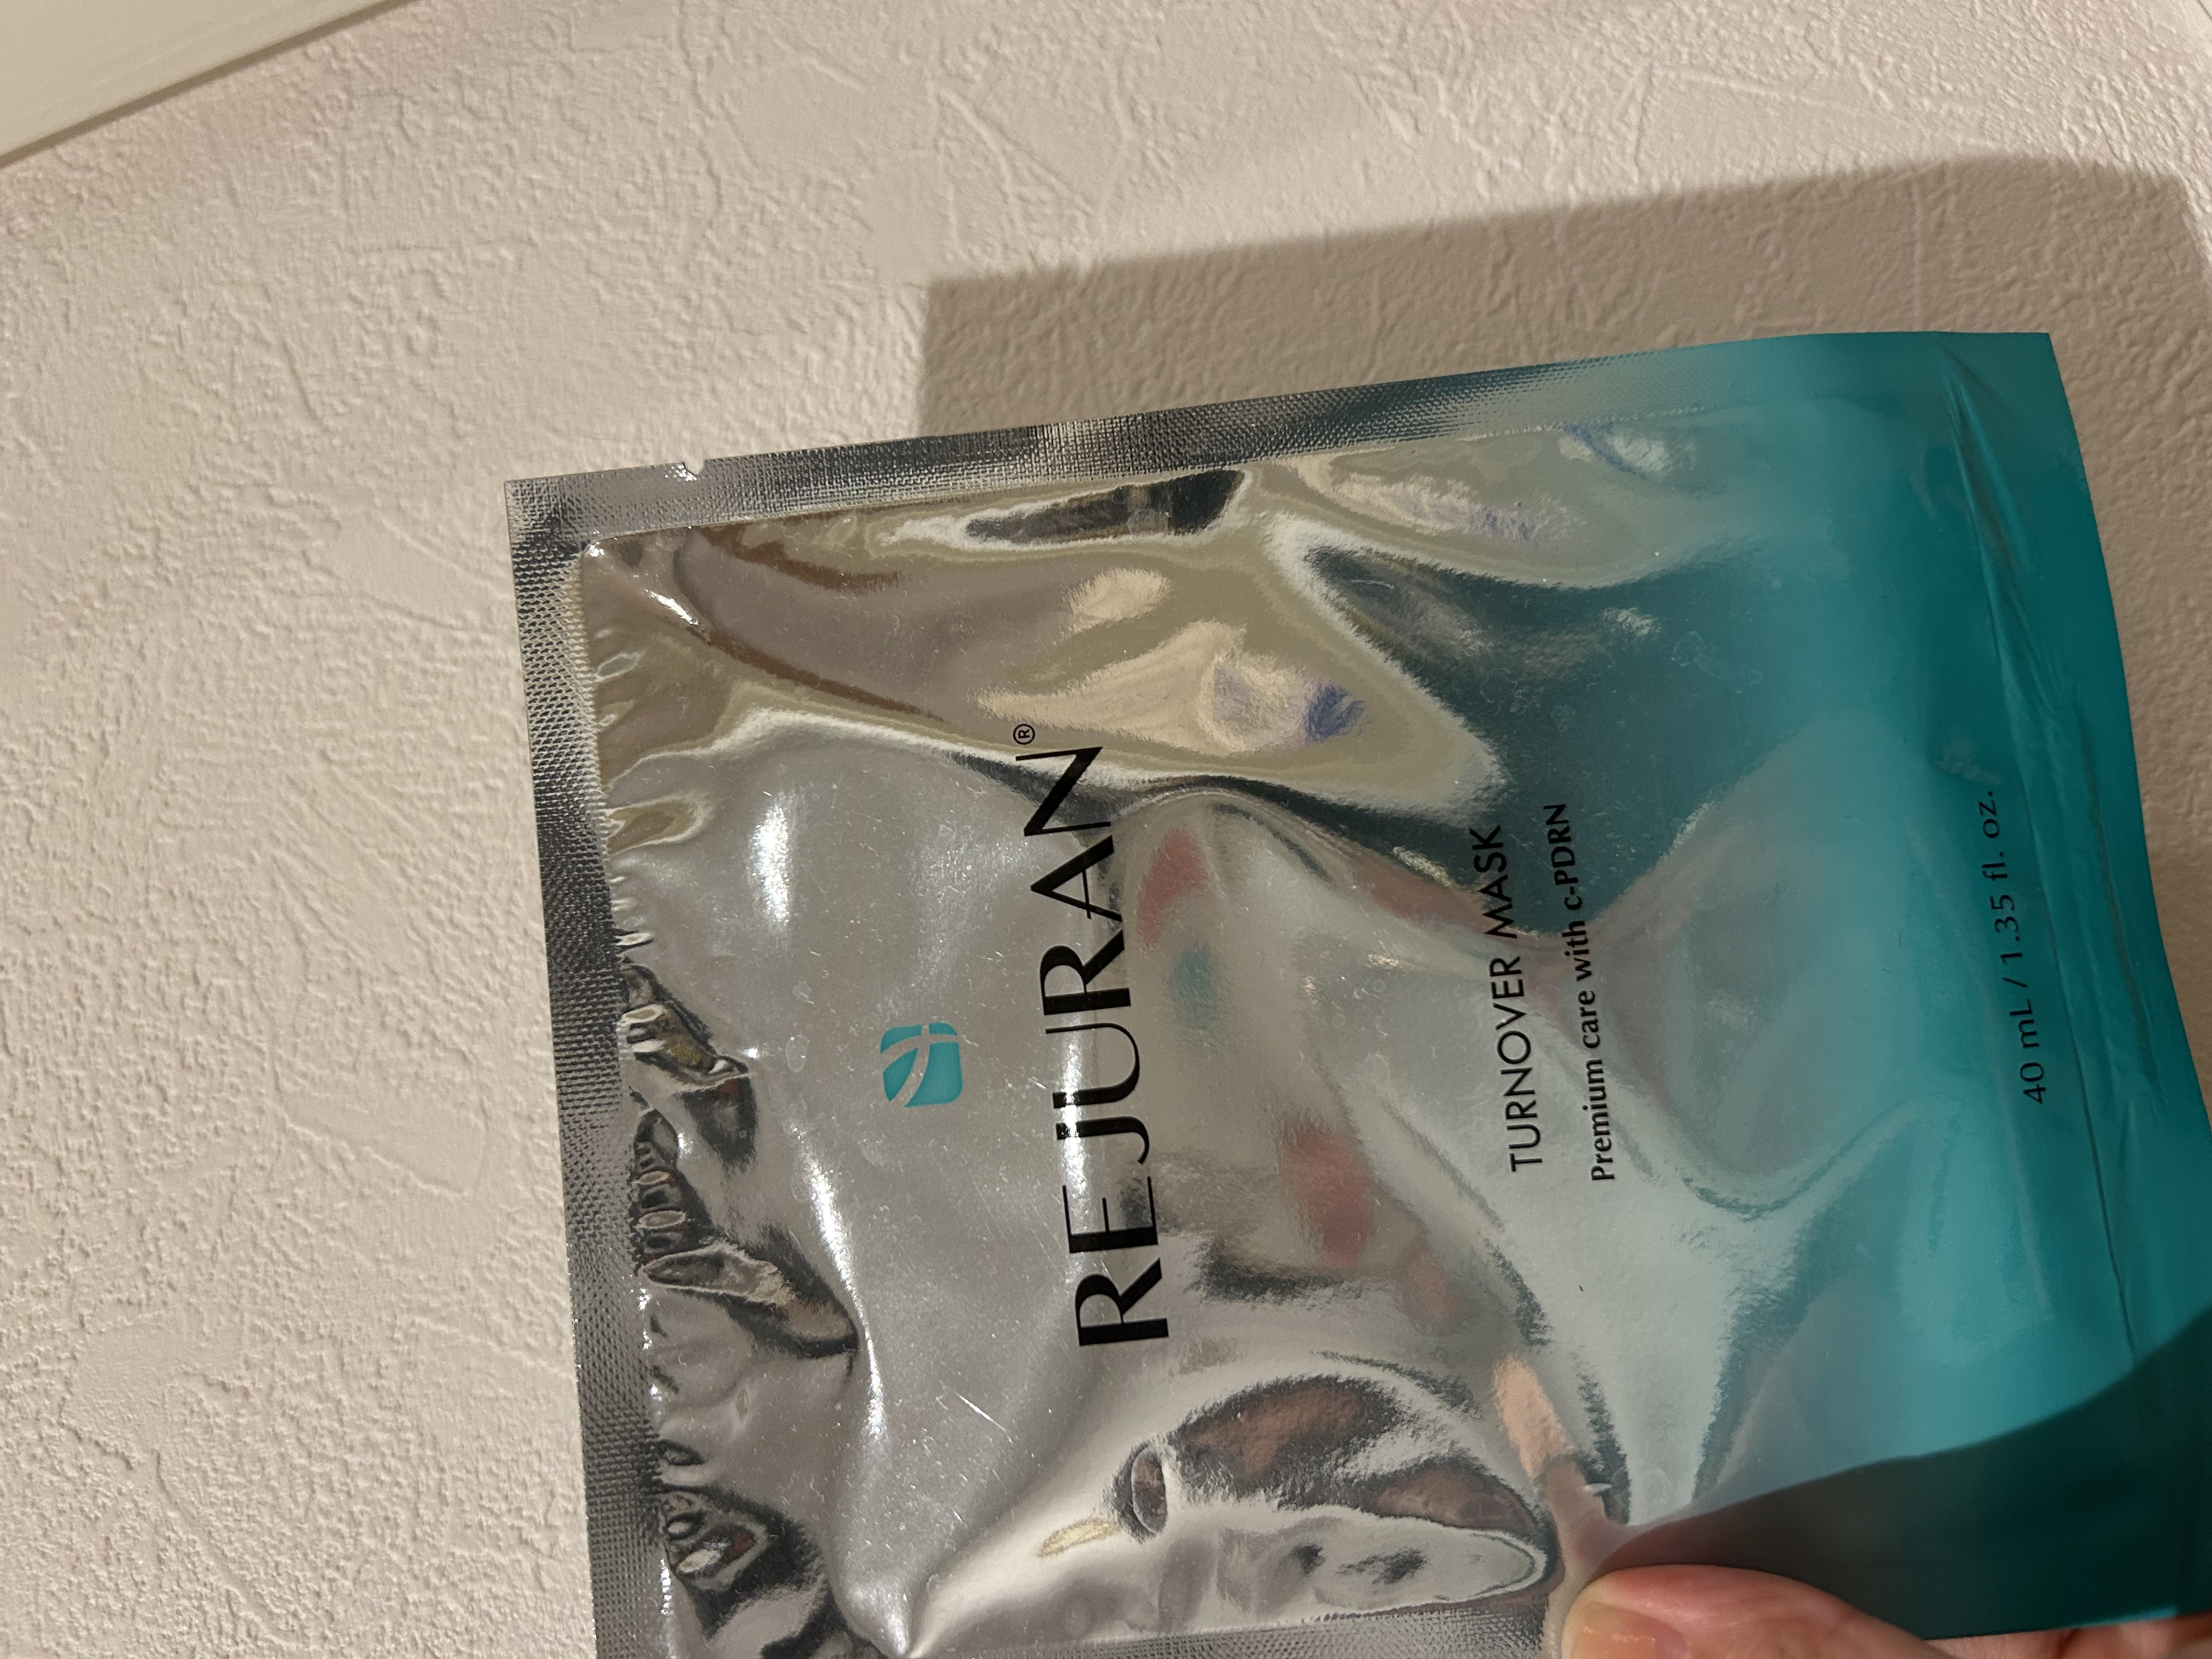 REJURAN®
TURNOVER MASK
Premium care with c-PDRN
40 mL / 1.35 fl. oz.